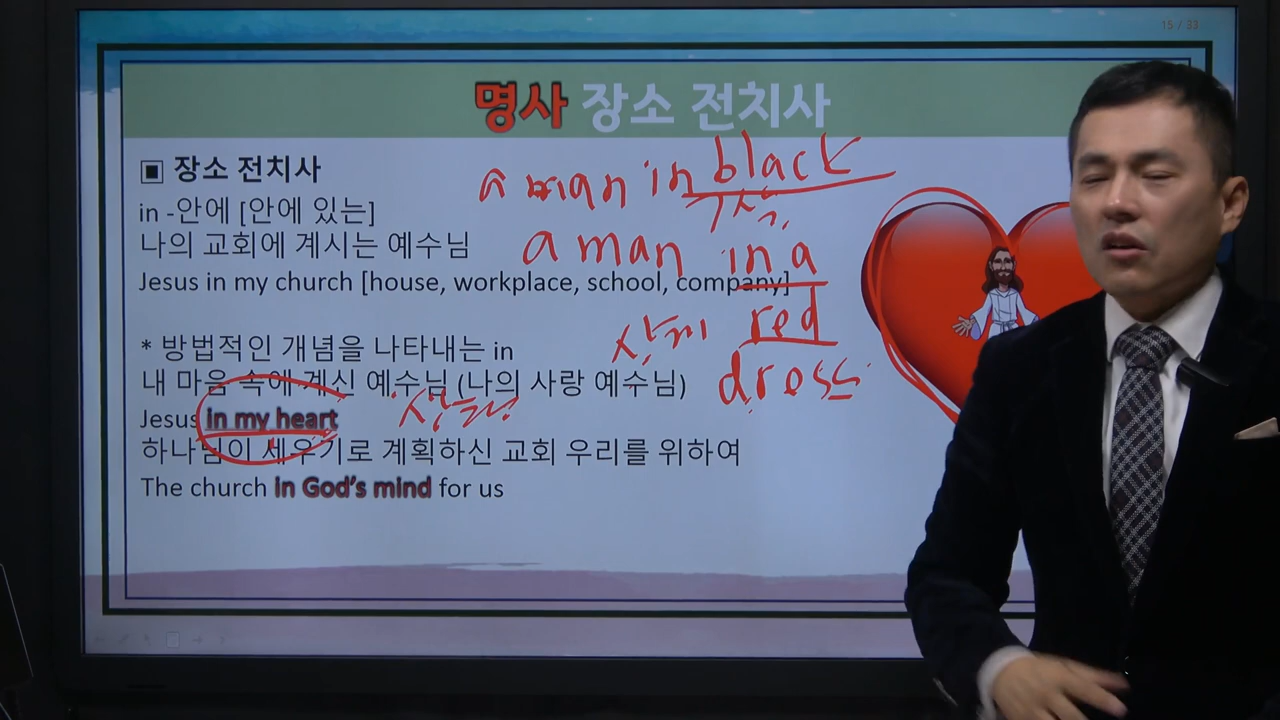 15 / 33
명사 장소 전치사
▣ 장소 전치사
in -안에 [안에 있는]
나의 교회에 계시는 예수님
Jesus in my church [house, workplace, school, company]
* 방법적인 개념을 나타내는 in
내 마음 속에 계신 예수님 (나의 사랑 예수님)
Jesus in my heart
하나님이 세우기로 계획하신 교회 우리를 위하여
The church in God's mind for us
a man in black
a man in a
red
dress